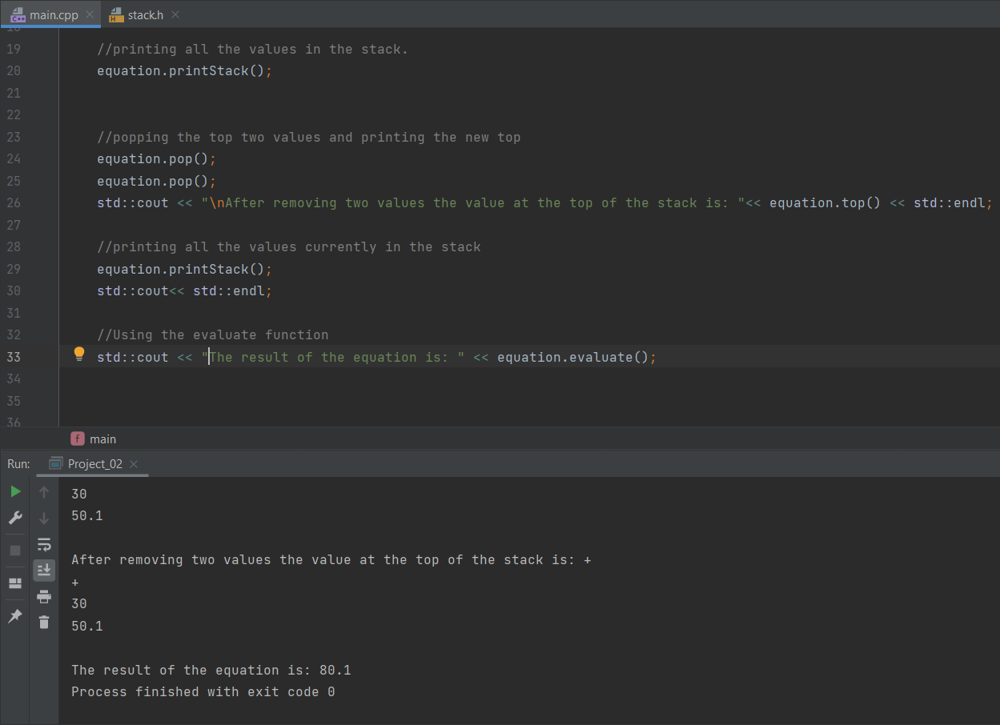 main.cpp stack.h
18
19 //printing all the values in the stack.
20 equation.printStack();
21
22
23 //popping the top two values and printing the new top
24 equation.pop();
25 equation.pop();
26 std::cout << "\nAfter removing two values the value at the top of the stack is: "<< equation.top() << std::endl;
27
28 //printing all the values currently in the stack
29 equation.printStack();
30 std::cout<< std::endl;
31
32 //Using the evaluate function
33 std::cout << "The result of the equation is: " << equation.evaluate();
34
35
36
f main
Run: Project_02
30
50.1
After removing two values the value at the top of the stack is: +
+
30
50.1
The result of the equation is: 80.1
Process finished with exit code 0